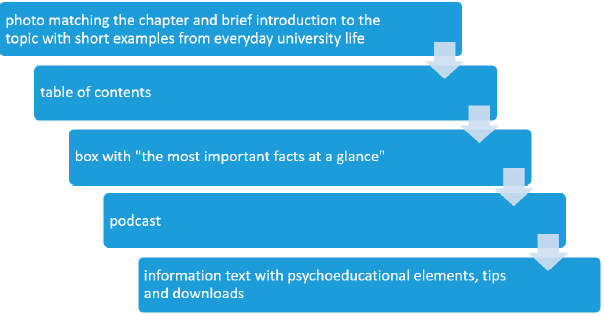 photo matching the chapter and brief introduction to the
topic with short examples from everyday university life
table of contents
box with "the most important facts at a glance"
podcast
information text with psychoeducational elements, tips
and downloads